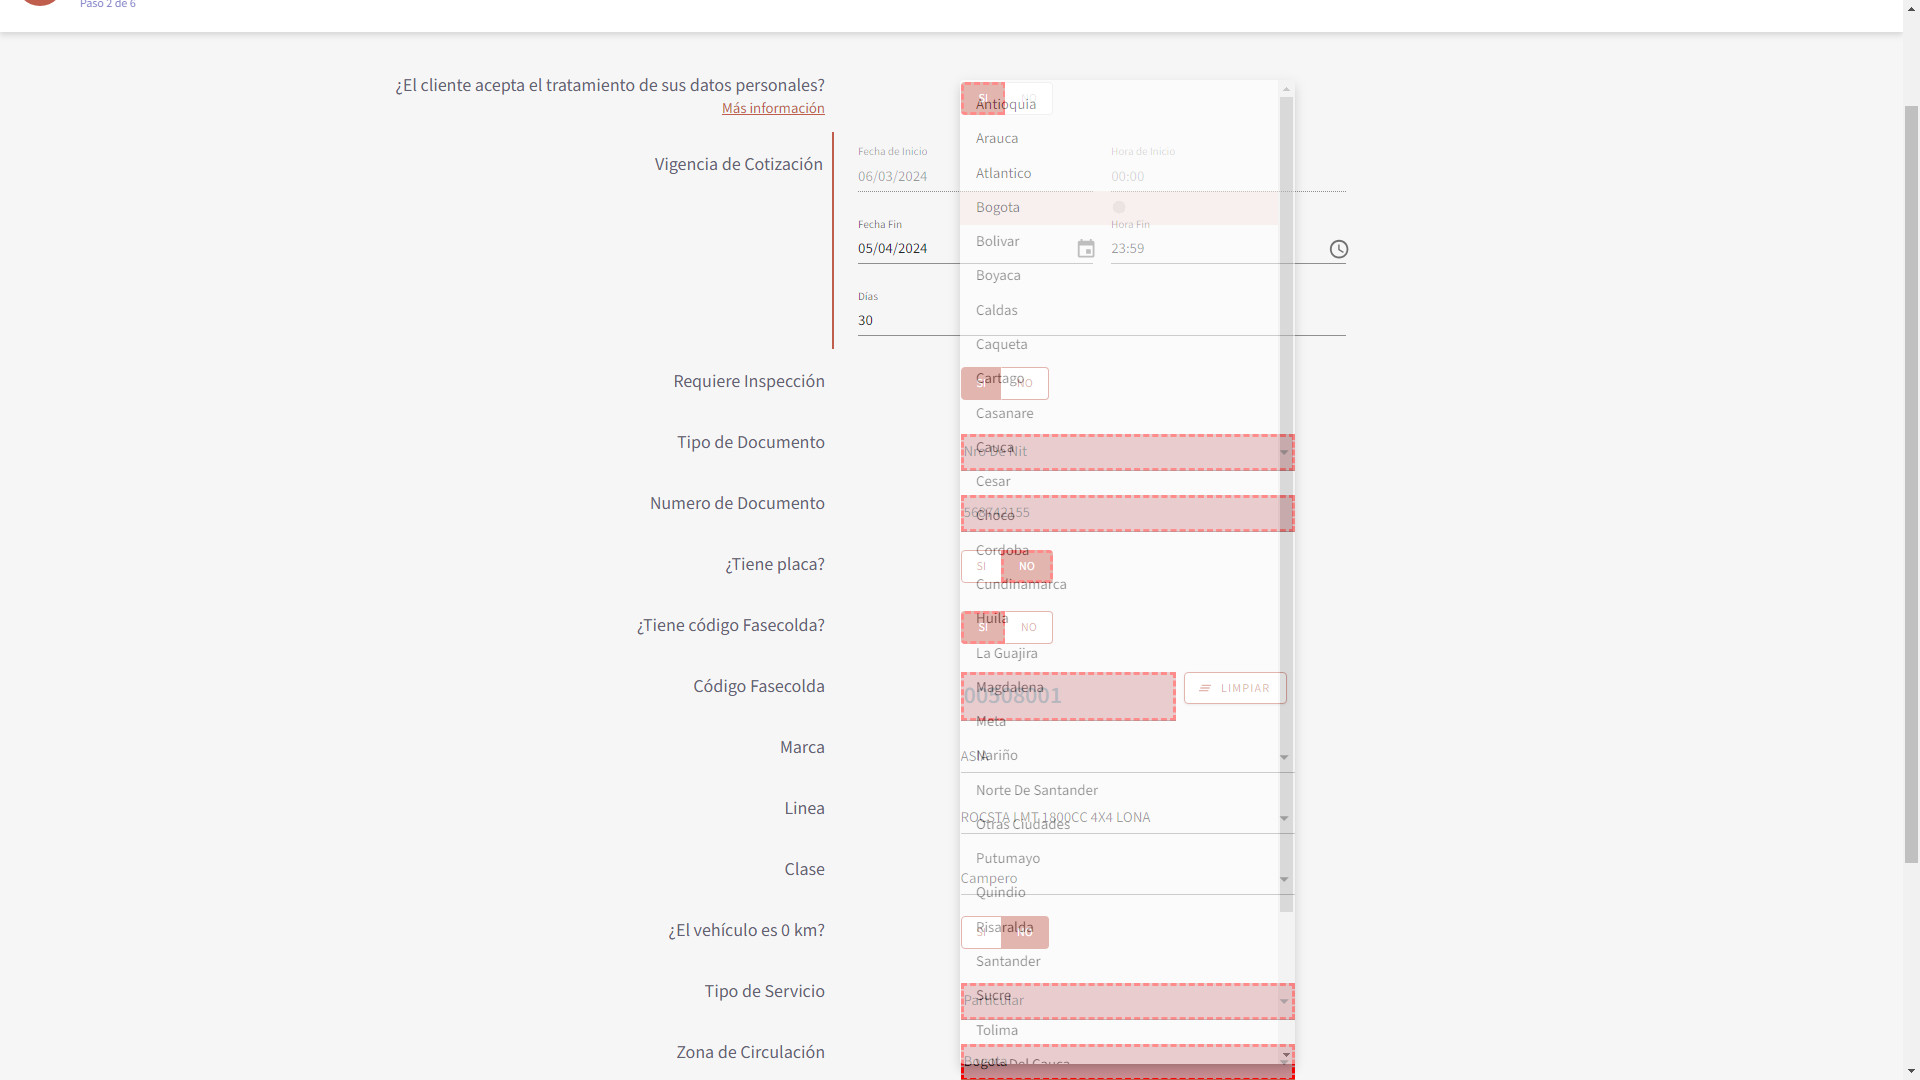 Paso 2 de 6
¿El cliente acepta el tratamiento de sus datos personales?
Más información
SI NO
Antioquia
Arauca
Vigencia de Cotización
Fecha de Inicio
Hora de Inicio
06/03/2024
00:00
Atlantico
Bogota
Fecha Fin
Hora Fin
05/04/2024
23:59
Bolivar
Boyaca
Días
30
Caldas
Caqueta
Requiere Inspección
SI NO
Cartago
Casanare
Tipo de Documento
Nro De Nit
Cauca
Cesar
Numero de Documento
Choco
Cordoba
¿Tiene placa?
SI NO
Cundinamarca
Huila
¿Tiene código Fasecolda?
SI NO
La Guajira
Código Fasecolda
00508001
LIMPIAR
Magdalena
Meta
Marca
ASIA
Nariño
Norte De Santander
Linea
ROCSTA LMT 1800CC 4X4 LONA
Otras Ciudades
Putumayo
Clase
Campero
Quindio
Risaralda
¿El vehículo es 0 km?
SI NO
Santander
Tipo de Servicio
Particular
Sucre
Tolima
Zona de Circulación
Bogota
Valle Del Cauca